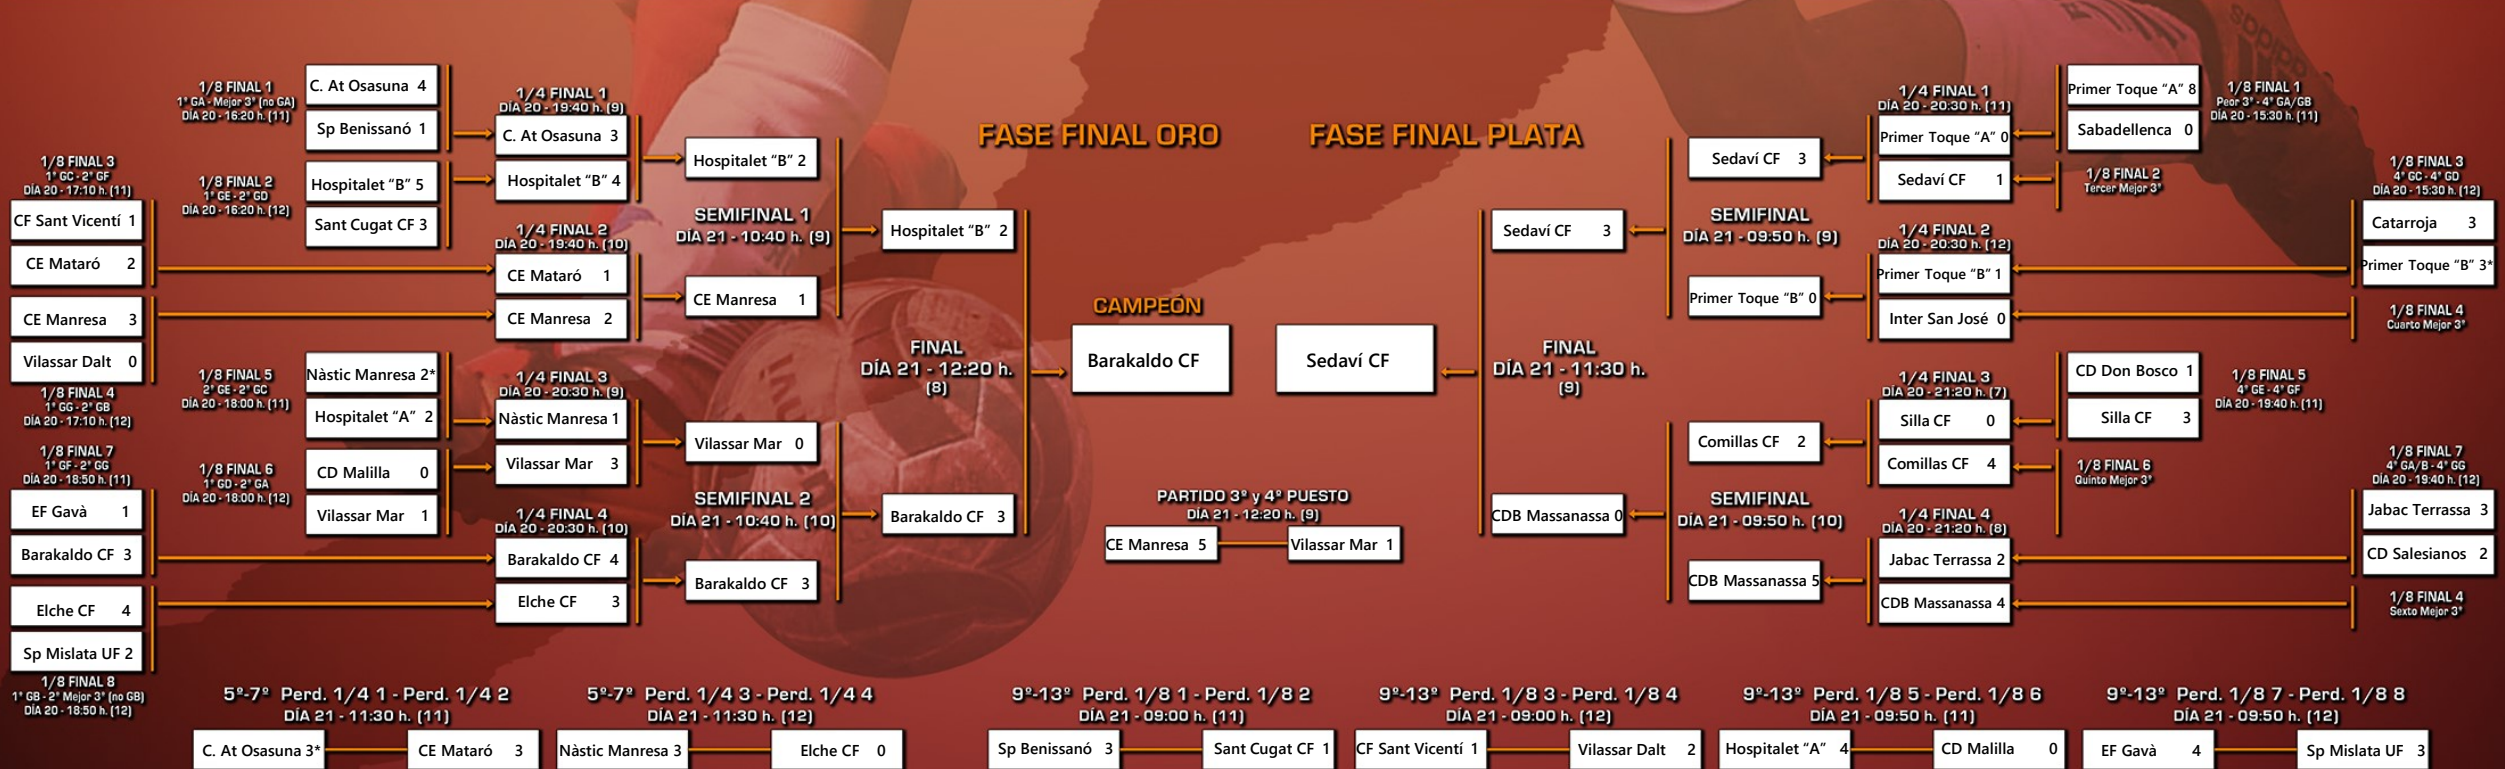 FASE FINAL ORO
1/8 FINAL 1
1º GA - Mejor 3º (no GA)
DÍA 20 - 16:20 h. (11)
C. At Osasuna 4
Sp Benissanó 1
1/8 FINAL 2
1º GE - 2º GD
DÍA 20 - 16:20 h. (12)
Hospitalet "B" 5
Sant Cugat CF 3
1/8 FINAL 3
1º GC - 2º GF
DÍA 20 - 17:10 h. (11)
CF Sant Vicentí 1
CE Mataró 2
CE Manresa 3
Vilassar Dalt 0
1/8 FINAL 4
1º GG - 2º GB
DÍA 20 - 17:10 h. (12)
1/8 FINAL 5
2º GE - 2º GC
DÍA 20 - 18:00 h. (11)
Nàstic Manresa 2*
Hospitalet "A" 2
1/8 FINAL 6
1º GD - 2º GA
DÍA 20 - 18:00 h. (12)
CD Malilla 0
Vilassar Mar 1
1/8 FINAL 7
1º GF - 2º GG
DÍA 20 - 18:50 h. (11)
EF Gavà 1
Barakaldo CF 3
Elche CF 4
Sp Mislata UF 2
1/8 FINAL 8
1º GB - 2º Mejor 3º (no GB)
DÍA 20 - 18:50 h. (12)
1/4 FINAL 1
DÍA 20 - 19:40 h. (9)
C. At Osasuna 3
Hospitalet "B" 4
1/4 FINAL 2
DÍA 20 - 19:40 h. (10)
CE Mataró 1
CE Manresa 2
1/4 FINAL 3
DÍA 20 - 20:30 h. (9)
Nàstic Manresa 1
Vilassar Mar 3
1/4 FINAL 4
DÍA 20 - 20:30 h. (10)
Barakaldo CF 4
Elche CF 3
Hospitalet "B" 2
SEMIFINAL 1
DÍA 21 - 10:40 h. (9)
CE Manresa 1
Vilassar Mar 0
SEMIFINAL 2
DÍA 21 - 10:40 h. (10)
Barakaldo CF 3
Hospitalet "B" 2
FINAL
DÍA 21 - 12:20 h.
(8)
Barakaldo CF 3
CAMPEÓN
Barakaldo CF
PARTIDO 3º y 4º PUESTO
DÍA 21 - 12:20 h. (9)
CE Manresa 5
Vilassar Mar 1
FASE FINAL PLATA
Sedaví CF
Sedaví CF 3
FINAL
DÍA 21 - 11:30 h.
(9)
CDB Massanassa 0
Sedaví CF 3
SEMIFINAL
DÍA 21 - 09:50 h. (9)
Primer Toque "B" 0
Comillas CF 2
SEMIFINAL
DÍA 21 - 09:50 h. (10)
CDB Massanassa 5
1/4 FINAL 1
DÍA 20 - 20:30 h. (11)
Primer Toque "A" 0
Sedaví CF 1
1/4 FINAL 2
DÍA 20 - 20:30 h. (12)
Primer Toque "B" 1
Inter San José 0
1/4 FINAL 3
DÍA 20 - 21:20 h. (7)
Silla CF 0
Comillas CF 4
1/4 FINAL 4
DÍA 20 - 21:20 h. (8)
Jabac Terrassa 2
CDB Massanassa 4
Primer Toque "A" 8
Sabadellenca 0
1/8 FINAL 1
Peor 3º - 4º GA/GB
DÍA 20 - 15:30 h. (11)
1/8 FINAL 2
Tercer Mejor 3º
1/8 FINAL 3
4º GC - 4º GD
DÍA 20 - 15:30 h. (12)
Catarroja 3
Primer Toque "B" 3*
1/8 FINAL 4
Cuarto Mejor 3º
CD Don Bosco 1
Silla CF 3
1/8 FINAL 5
4º GE - 4º GF
DÍA 20 - 19:40 h. (11)
1/8 FINAL 6
Quinto Mejor 3º
1/8 FINAL 7
4º GA/B - 4º GG
DÍA 20 - 19:40 h. (12)
Jabac Terrassa 3
CD Salesianos 2
1/8 FINAL 4
Sexto Mejor 3º
5º-7º Perd. 1/4 1 - Perd. 1/4 2
DÍA 21 - 11:30 h. (11)
C. At Osasuna 3*
CE Mataró 3
5º-7º Perd. 1/4 3 - Perd. 1/4 4
DÍA 21 - 11:30 h. (12)
Nàstic Manresa 3
Elche CF 0
9º-13º Perd. 1/8 1 - Perd. 1/8 2
DÍA 21 - 09:00 h. (11)
Sp Benissanó 3
Sant Cugat CF 1
9º-13º Perd. 1/8 3 - Perd. 1/8 4
DÍA 21 - 09:00 h. (12)
CF Sant Vicentí 1
Vilassar Dalt 2
9º-13º Perd. 1/8 5 - Perd. 1/8 6
DÍA 21 - 09:50 h. (11)
Hospitalet "A" 4
CD Malilla 0
9º-13º Perd. 1/8 7 - Perd. 1/8 8
DÍA 21 - 09:50 h. (12)
EF Gavà 4
Sp Mislata UF 3